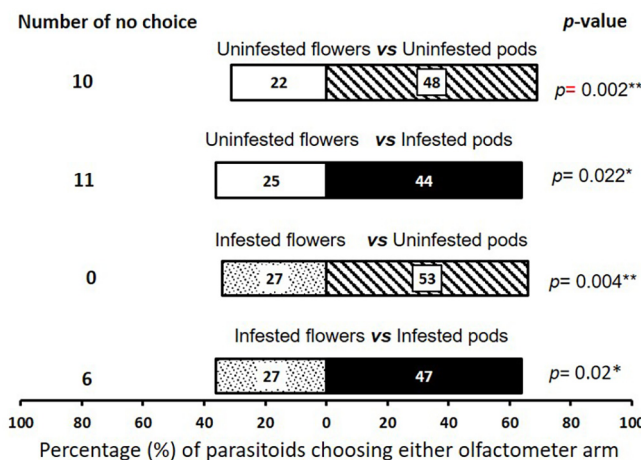 Number of no choice p-value
Uninfested flowers vs Uninfested pods
10 22 48 p= 0.002**
Uninfested flowers vs Infested pods
11 25 44 p= 0.022*
Infested flowers vs Uninfested pods
0 27 53 p= 0.004**
Infested flowers vs Infested pods
6 27 47 p= 0.02*
100 80 60 40 20 0 20 40 60 80 100
Percentage (%) of parasitoids choosing either olfactometer arm